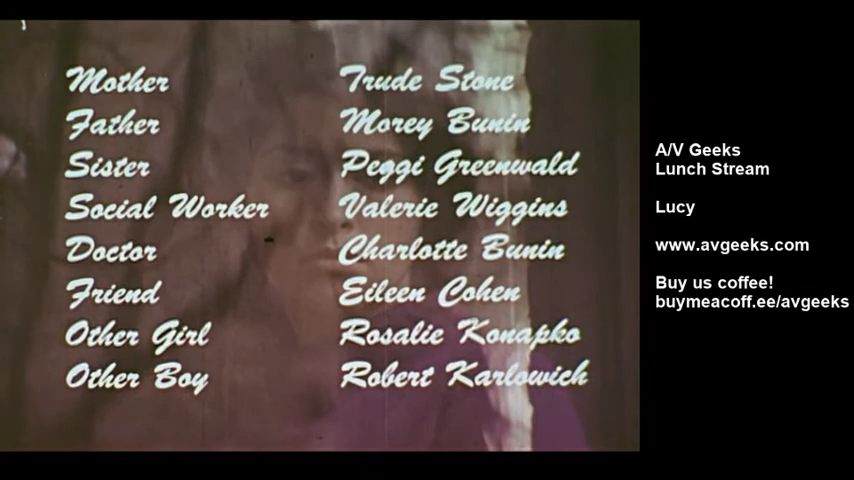 Mother Trude Stone
Father Morey Bunin
Sister Peggi Greenwald
Social Worker Valerie Wiggins
Doctor Charlotte Bunin
Friend Eileen Cohen
Other Girl Rosalie Konapko
Other Boy Robert Karlowich
A/V Geeks
Lunch Stream
Lucy
www.avgeeks.com
Buy us coffee!
buymeacoff.ee/avgeeks